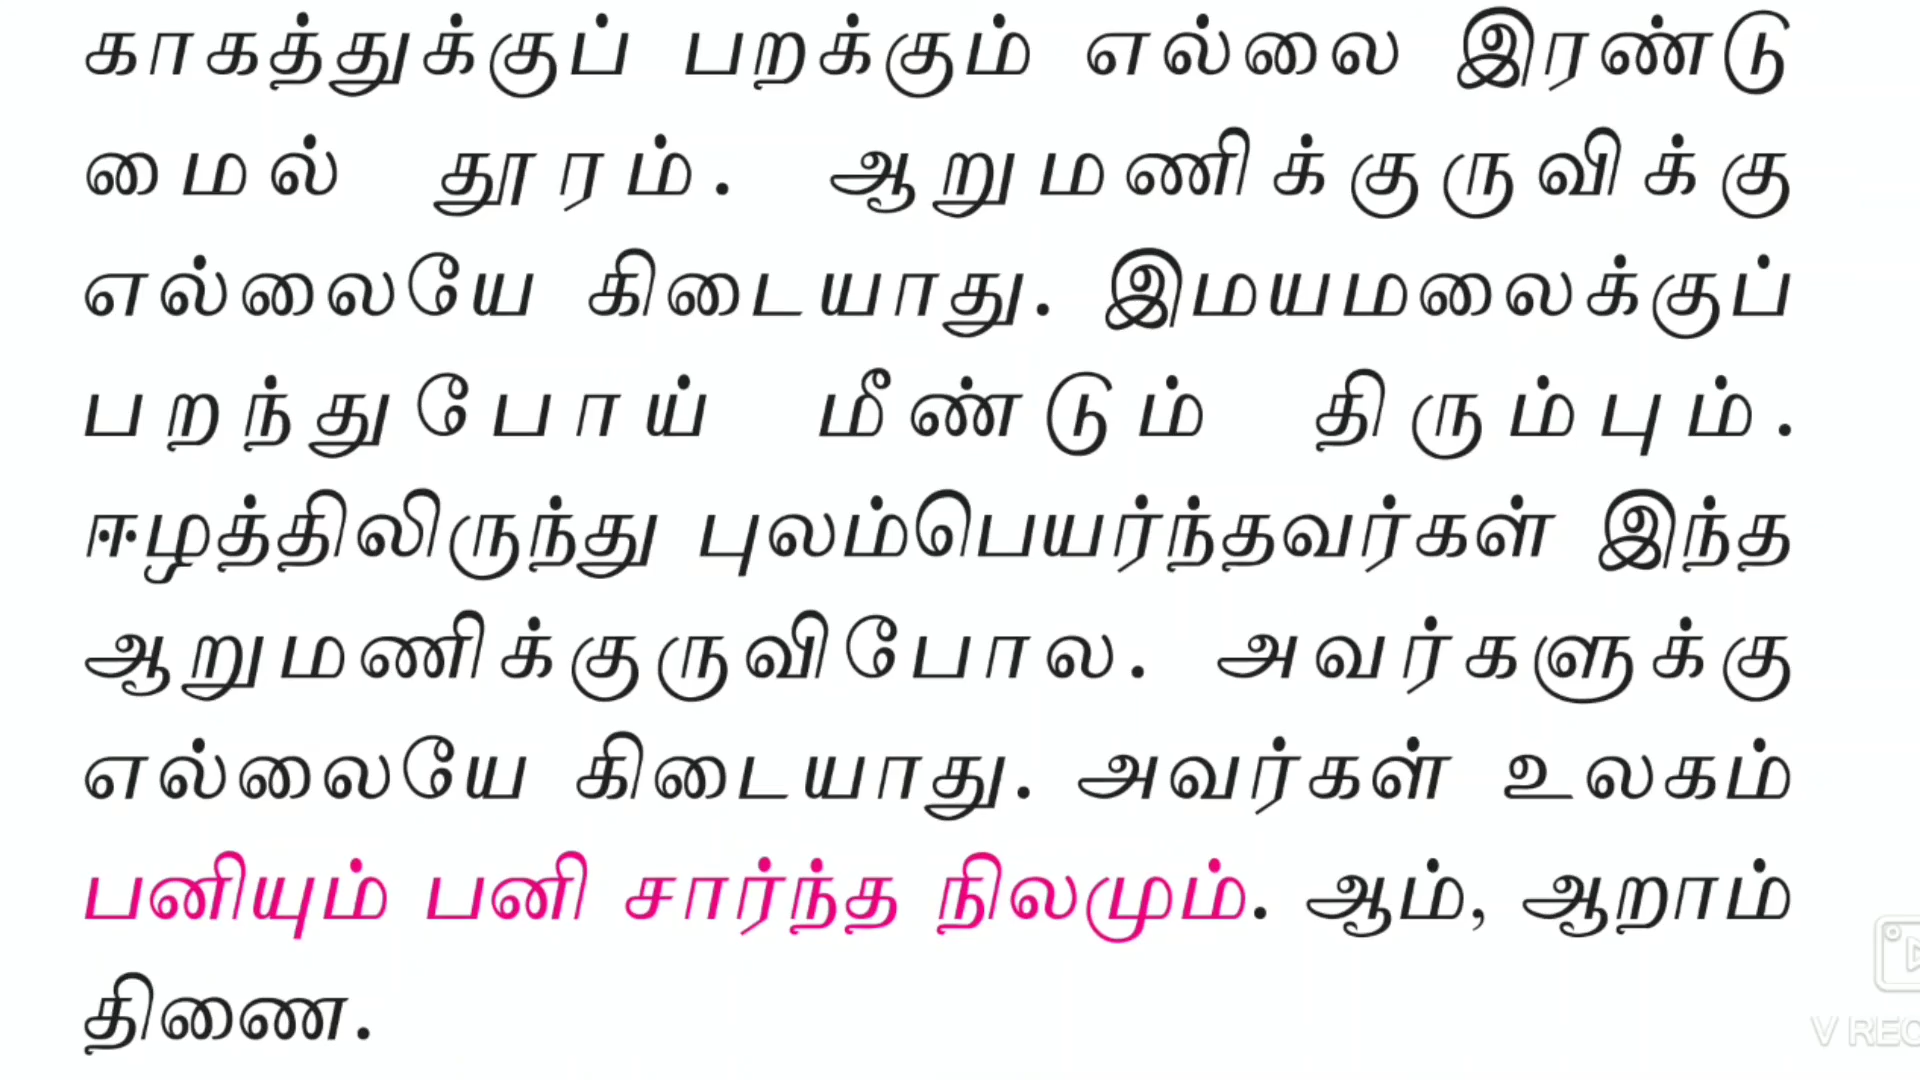 காகத்துக்குப் பறக்கும் எல்லை இரண்டு
மைல் தூரம். ஆறுமணிக்குருவிக்கு
எல்லையே கிடையாது. இமயமலைக்குப்
பறந்துபோய் மீண்டும் திரும்பும்.
ஈழத்திலிருந்து புலம்பெயர்ந்தவர்கள் இந்த
ஆறுமணிக்குருவிபோல. அவர்களுக்கு
எல்லையே கிடையாது. அவர்கள் உலகம்
பனியும் பனி சார்ந்த நிலமும். ஆம், ஆறாம்
திணை.